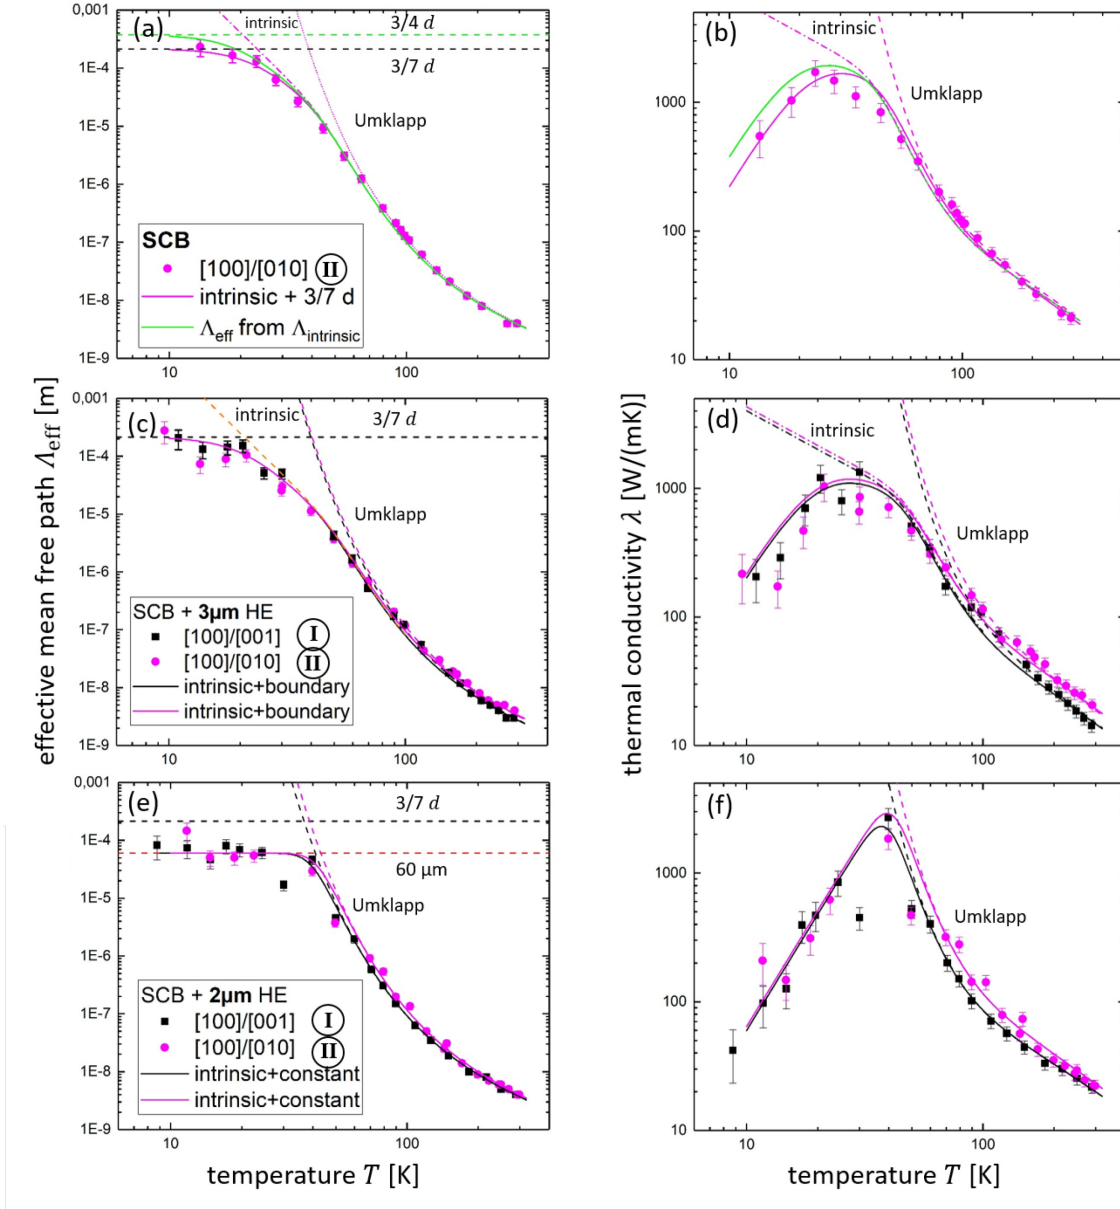 (a)
intrinsic
3/4 d
3/7 d
Umklapp
0,001
1E-4
1E-5
1E-6
1E-7
1E-8
1E-9
SCB
[100]/[010] II
intrinsic + 3/7 d
Λeff from Λintrinsic
10
100
(b)
intrinsic
Umklapp
1000
100
10
10
100
effective mean free path Λeff [m]
0,001
1E-4
1E-5
1E-6
1E-7
1E-8
1E-9
(c)
intrinsic
3/7 d
Umklapp
SCB + 3µm HE
[100]/[001] I
[100]/[010] II
intrinsic+boundary
intrinsic+boundary
10
100
thermal conductivity λ [W/(mK)]
(d)
intrinsic
Umklapp
1000
100
10
10
100
0,001
1E-4
1E-5
1E-6
1E-7
1E-8
1E-9
(e)
3/7 d
60 µm
Umklapp
SCB + 2µm HE
[100]/[001] I
[100]/[010] II
intrinsic+constant
intrinsic+constant
10
100
temperature T [K]
(f)
Umklapp
1000
100
10
10
100
temperature T [K]